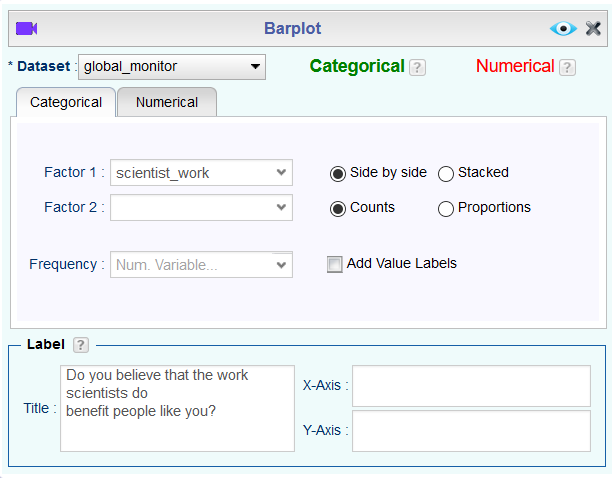 Barplot
* Dataset : global_monitor Categorical ? Numerical ?
Categorical Numerical
Factor 1 : scientist_work Side by side Stacked
Factor 2 : Counts Proportions
Frequency : Num. Variable... Add Value Labels
Label ?
Title : Do you believe that the work
scientists do
benefit people like you?
X-Axis :
Y-Axis :